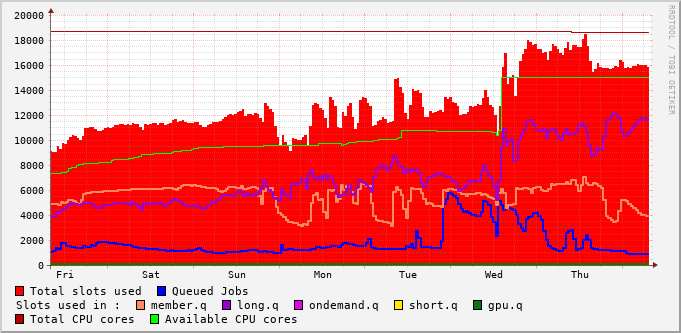 20000
18000
16000
14000
12000
10000
8000
6000
4000
2000
0
Fri Sat Sun Mon Tue Wed Thu
RRDTOOL / TOBI OETIKER
Total slots used Queued Jobs
Slots used in : member.q long.q ondemand.q short.q gpu.q
Total CPU cores Available CPU cores